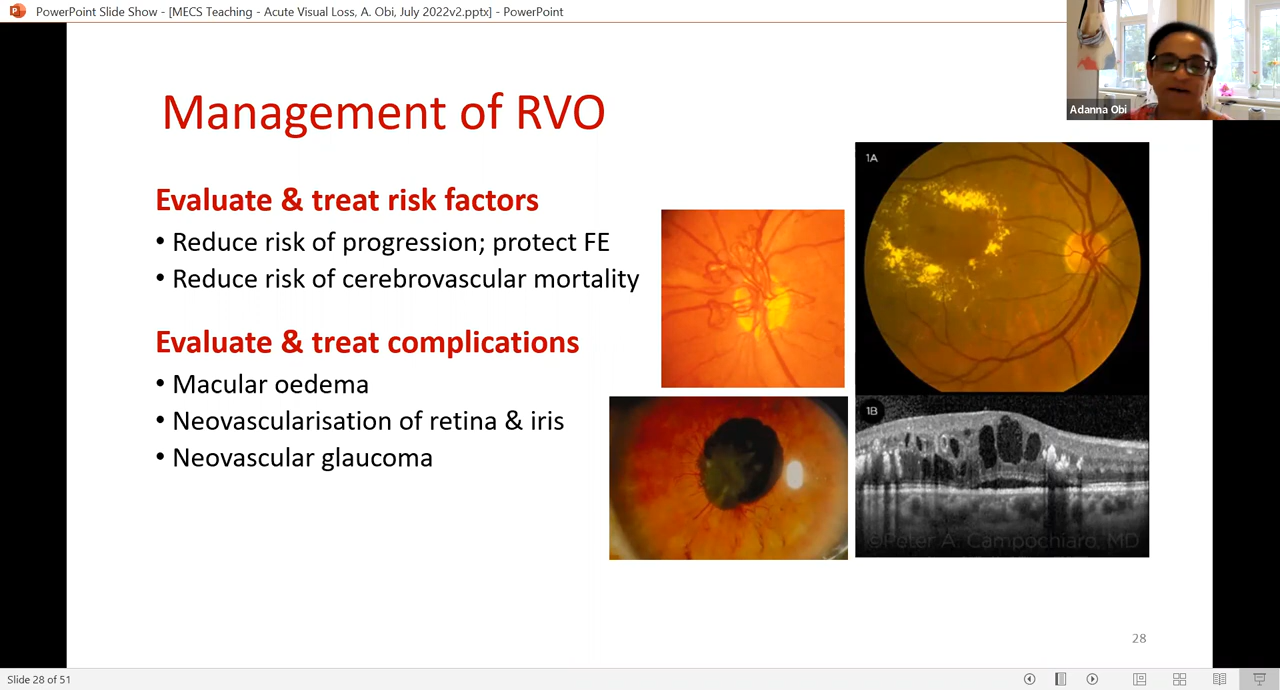 PowerPoint Slide Show - [MECS Teaching - Acute Visual Loss, A. Obi, July 2022v2.pptx] - PowerPoint
Adanna Obi
Management of RVO
Evaluate & treat risk factors
• Reduce risk of progression; protect FE
• Reduce risk of cerebrovascular mortality
Evaluate & treat complications
• Macular oedema
• Neovascularisation of retina & iris
• Neovascular glaucoma
1A
1B
©Peter A. Campochiaro, MD
28
Slide 28 of 51